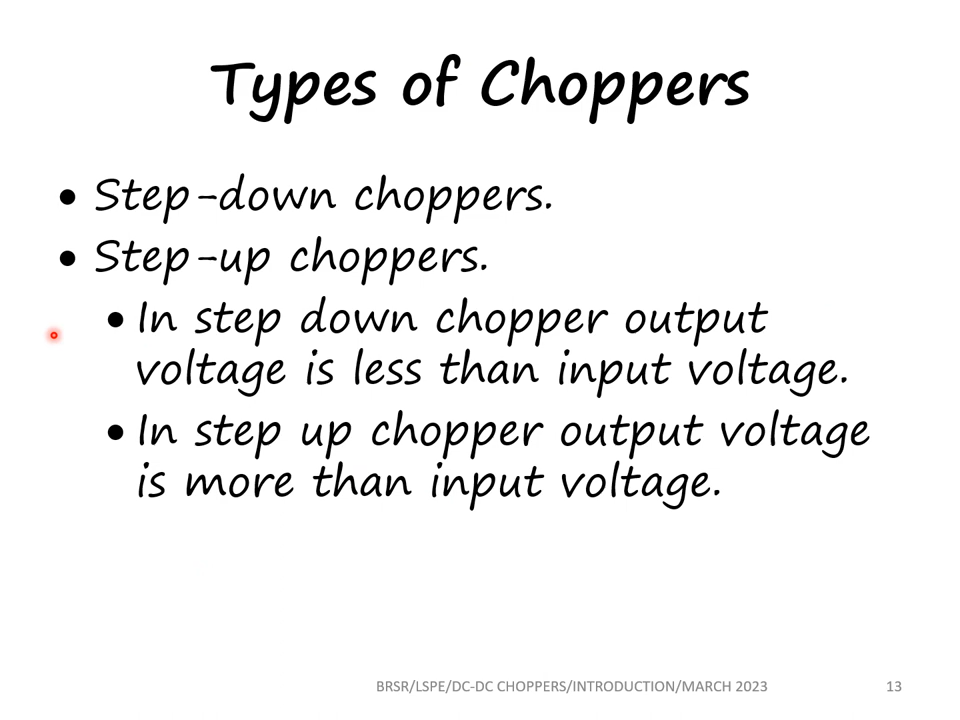 Types of Choppers
• Step-down choppers.
• Step-up choppers.
• In step down chopper output
voltage is less than input voltage.
• In step up chopper output voltage
is more than input voltage.
BRSR/LSPE/DC-DC CHOPPERS/INTRODUCTION/MARCH 2023 13